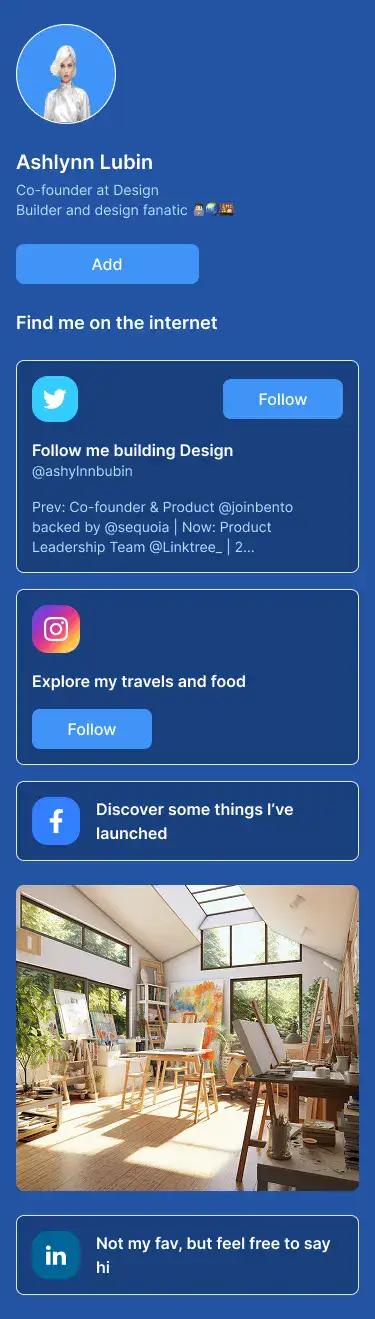 Ashlynn Lubin
Co-founder at Design
Builder and design fanatic 👨🏻‍💻🌏🍱
Add
Find me on the internet
Follow
Follow me building Design
@ashylnnbubin
Prev: Co-founder & Product @joinbento
backed by @sequoia | Now: Product
Leadership Team @Linktree_ | 2...
Explore my travels and food
Follow
f
Discover some things I’ve
launched
in
Not my fav, but feel free to say
hi